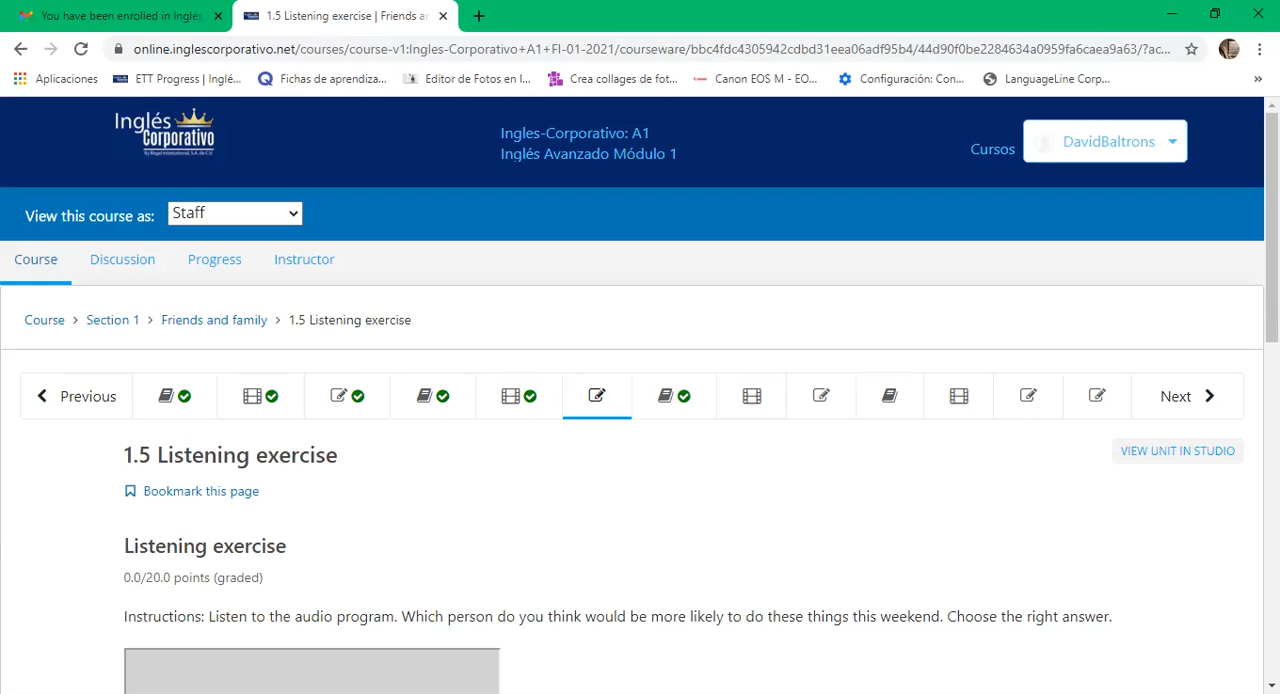 You have been enrolled in Inglés
1.5 Listening exercise | Friends ar
online.inglescorporativo.net/courses/course-v1:Ingles-Corporativo+A1+FI-01-2021/courseware/bbc4fdc4305942cdbd31eea06adf95b4/44d90f0be2284634a0959fa6caea9a63/?ac...
Aplicaciones ETT Progress | Inglé... Fichas de aprendiza... Editor de Fotos en l... Crea collages de fot... Canon EOS M - EO... Configuración: Con... LanguageLine Corp... »
Inglés
Corporativo
Ingles-Corporativo: A1
Inglés Avanzado Módulo 1
Cursos
DavidBaltrons
View this course as: Staff
Course Discussion Progress Instructor
Course > Section 1 > Friends and family > 1.5 Listening exercise
Previous Next
1.5 Listening exercise
VIEW UNIT IN STUDIO
Bookmark this page
Listening exercise
0.0/20.0 points (graded)
Instructions: Listen to the audio program. Which person do you think would be more likely to do these things this weekend. Choose the right answer.